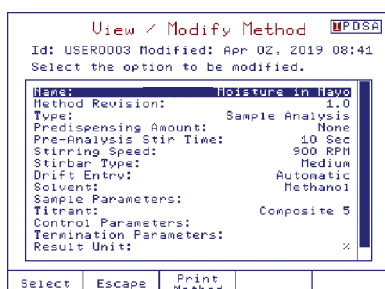 View / Modify Method PDSA
Id: USER0003 Modified: Apr 02, 2019 08:41
Select the option to be modified.
Name: Moisture in Mayo
Method Revision: 1.0
Type: Sample Analysis
Predispensing Amount: None
Pre-Analysis Stir Time: 10 Sec
Stirring Speed: 900 RPM
Stirbar Type: Medium
Drift Entry: Automatic
Solvent: Methanol
Sample Parameters:
Titrant: Composite 5
Control Parameters:
Termination Parameters:
Result Unit: %
Select Escape Print
Method